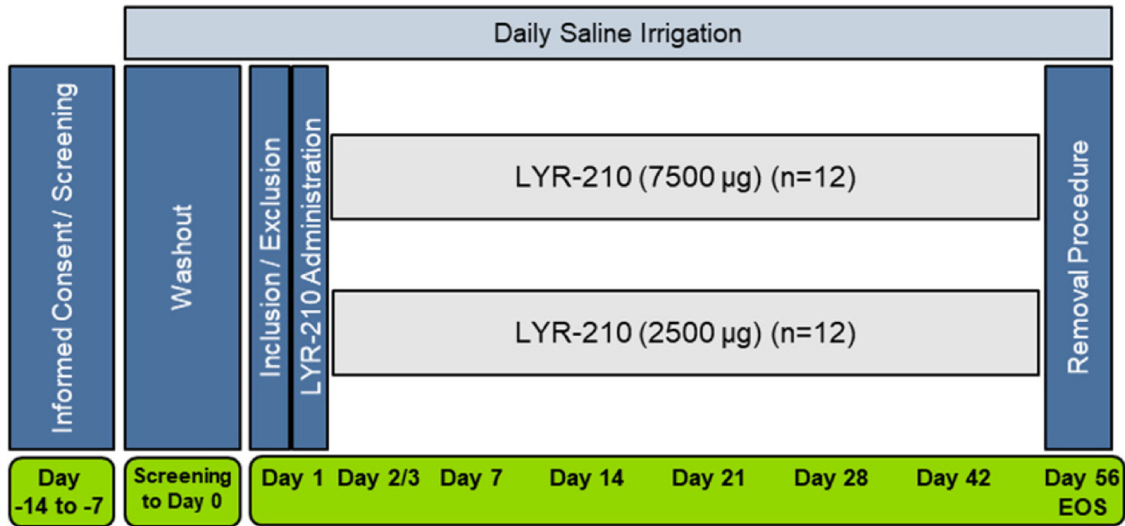 Daily Saline Irrigation
Informed Consent / Screening
Washout
Inclusion / Exclusion
LYR-210 Administration
LYR-210 (7500 µg) (n=12)
LYR-210 (2500 µg) (n=12)
Removal Procedure
Day
-14 to -7
Screening
to Day 0
Day 1
Day 2/3
Day 7
Day 14
Day 21
Day 28
Day 42
Day 56
EOS